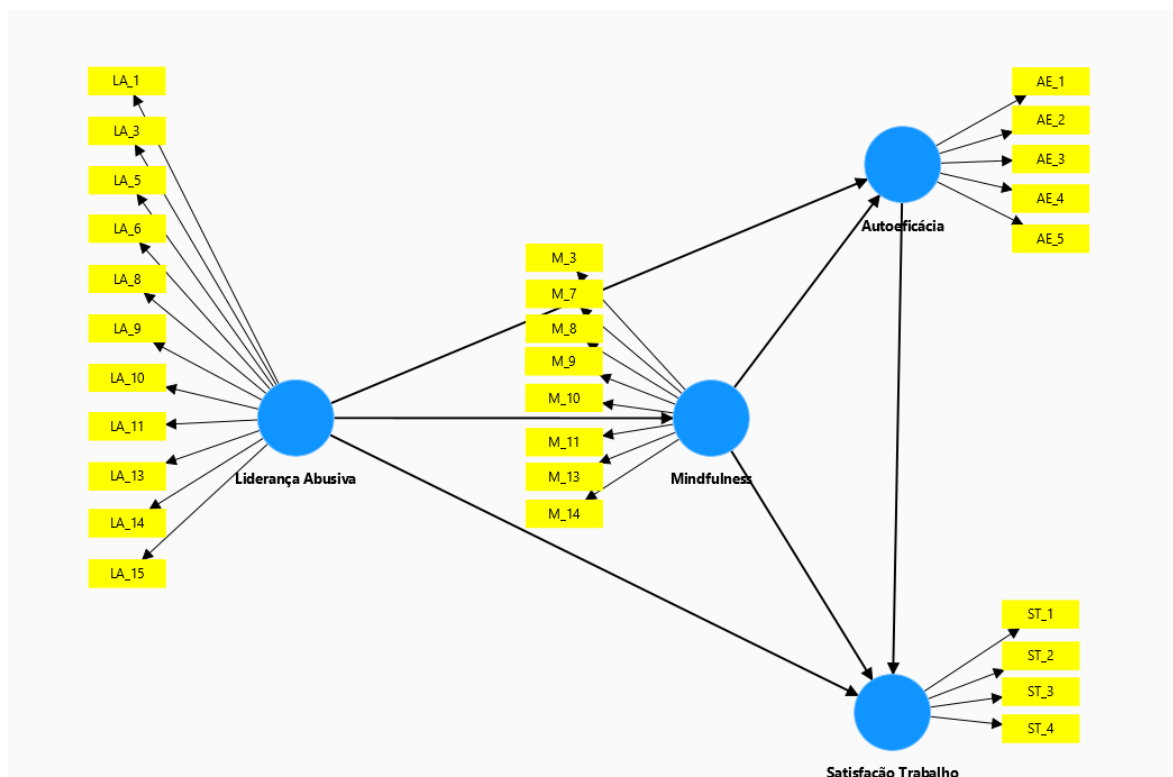 LA_1
LA_3
LA_5
LA_6
LA_8
LA_9
LA_10
LA_11
LA_13
LA_14
LA_15
Liderança Abusiva
M_3
M_7
M_8
M_9
M_10
M_11
M_13
M_14
Mindfulness
AE_1
AE_2
AE_3
AE_4
AE_5
Autoeficácia
ST_1
ST_2
ST_3
ST_4
Satisfação Trabalho